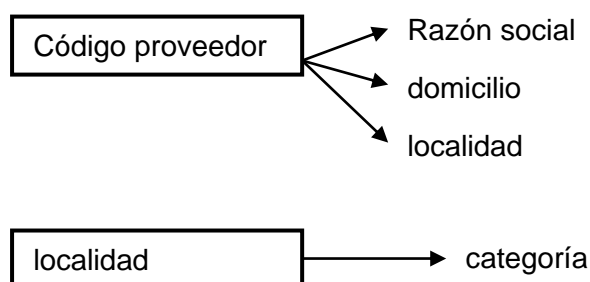 Código proveedor
Razón social
domicilio
localidad
localidad
categoría